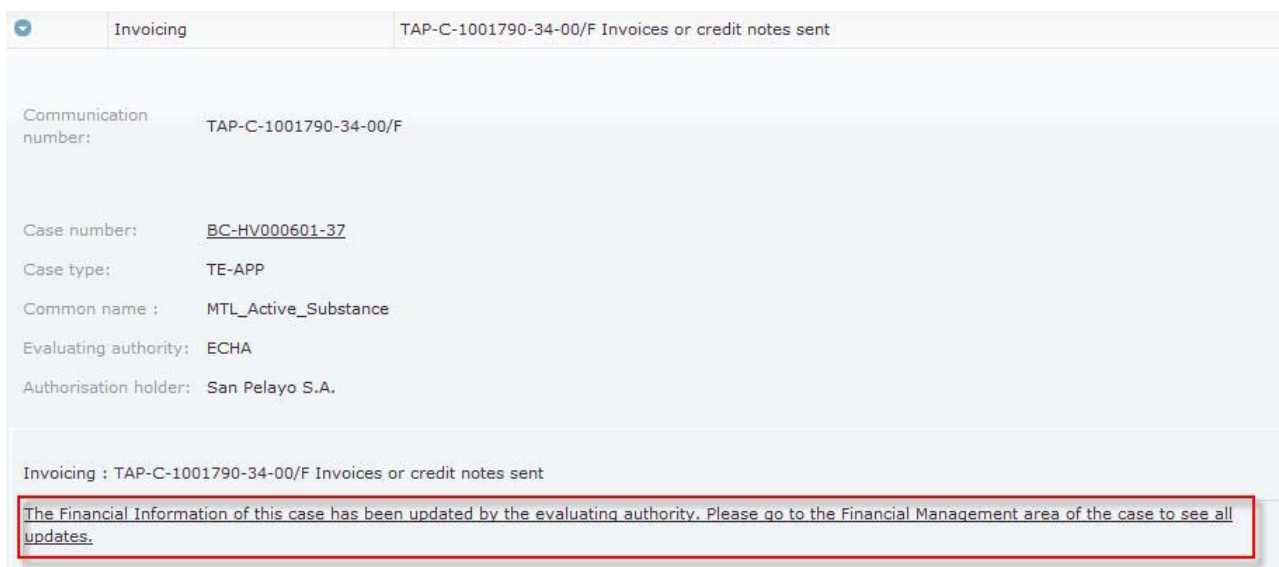 Invoicing TAP-C-1001790-34-00/F Invoices or credit notes sent
Communication
number: TAP-C-1001790-34-00/F
Case number: BC-HV000601-37
Case type: TE-APP
Common name : MTL_Active_Substance
Evaluating authority: ECHA
Authorisation holder: San Pelayo S.A.
Invoicing : TAP-C-1001790-34-00/F Invoices or credit notes sent
The Financial Information of this case has been updated by the evaluating authority. Please go to the Financial Management area of the case to see all
updates.